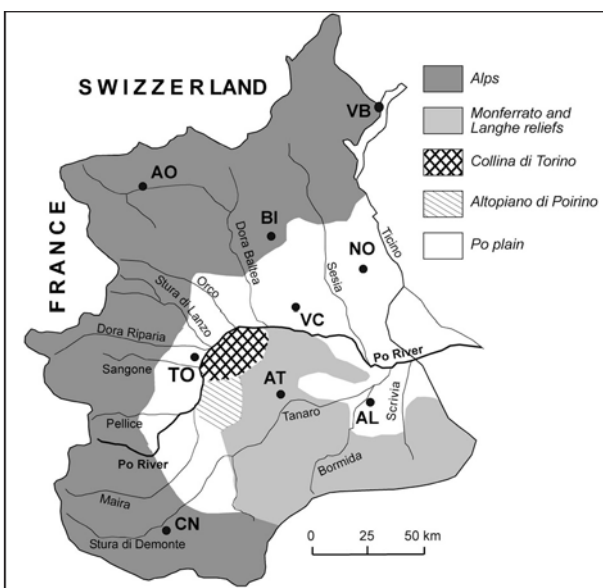 SWIZZERLAND
FRANCE
VB
AO
BI
NO
VC
TO
AT
AL
CN
Dora Baltea
Sesia
Ticino
Orco
Stura di Lanzo
Dora Riparia
Sangone
Po River
Tanaro
Scrivia
Pellice
Po River
Bormida
Maira
Stura di Demonte
Alps
Monferrato and
Langhe reliefs
Collina di Torino
Altopiano di Poirino
Po plain
0 25 50 km